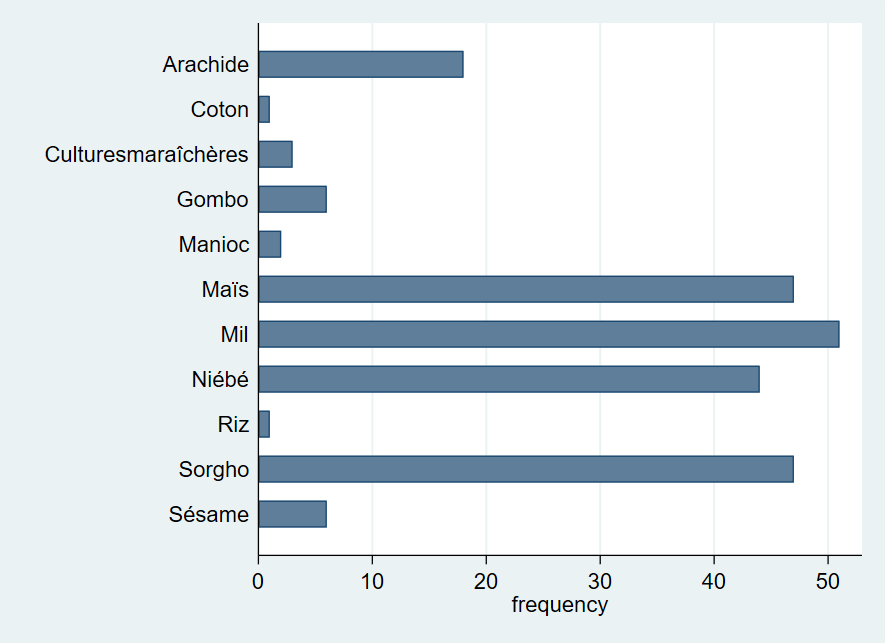 Arachide
Coton
Culturesmaraîchères
Gombo
Manioc
Maïs
Mil
Niébé
Riz
Sorgho
Sésame
0 10 20 30 40 50
frequency